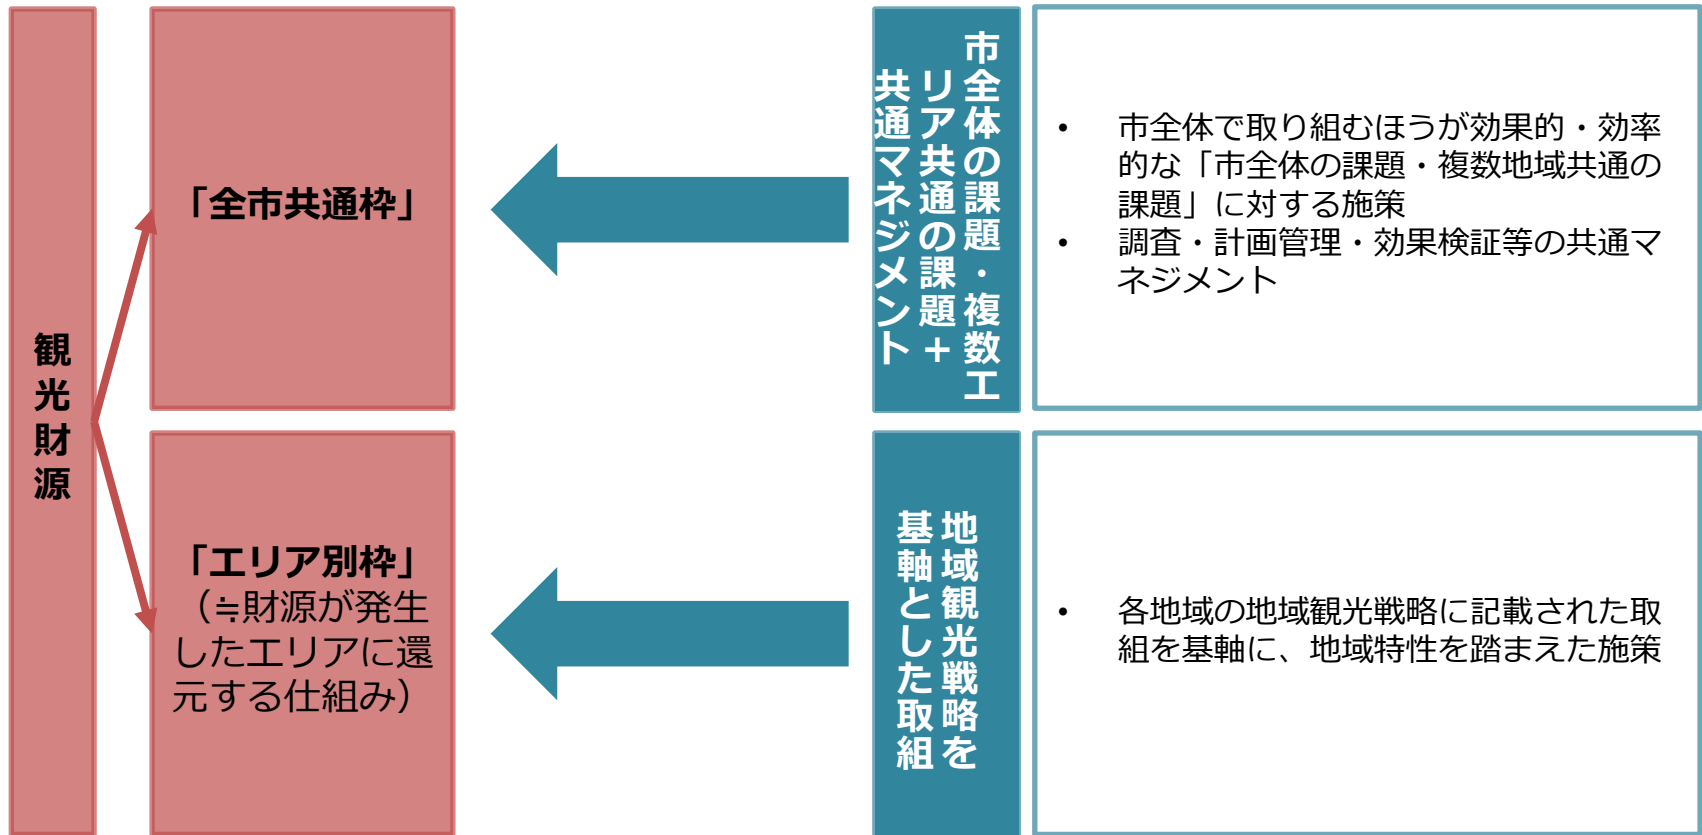 観光財源
「全市共通枠」
市全体の課題・複数エ
リア共通の課題＋
共通マネジメント
• 市全体で取り組むほうが効果的・効率
的な「市全体の課題・複数地域共通の
課題」に対する施策
• 調査・計画管理・効果検証等の共通マ
ネジメント
「エリア別枠」
（≒財源が発生
したエリアに還
元する仕組み）
地域観光戦略を
基軸とした取組
• 各地域の地域観光戦略に記載された取
組を基軸に、地域特性を踏まえた施策